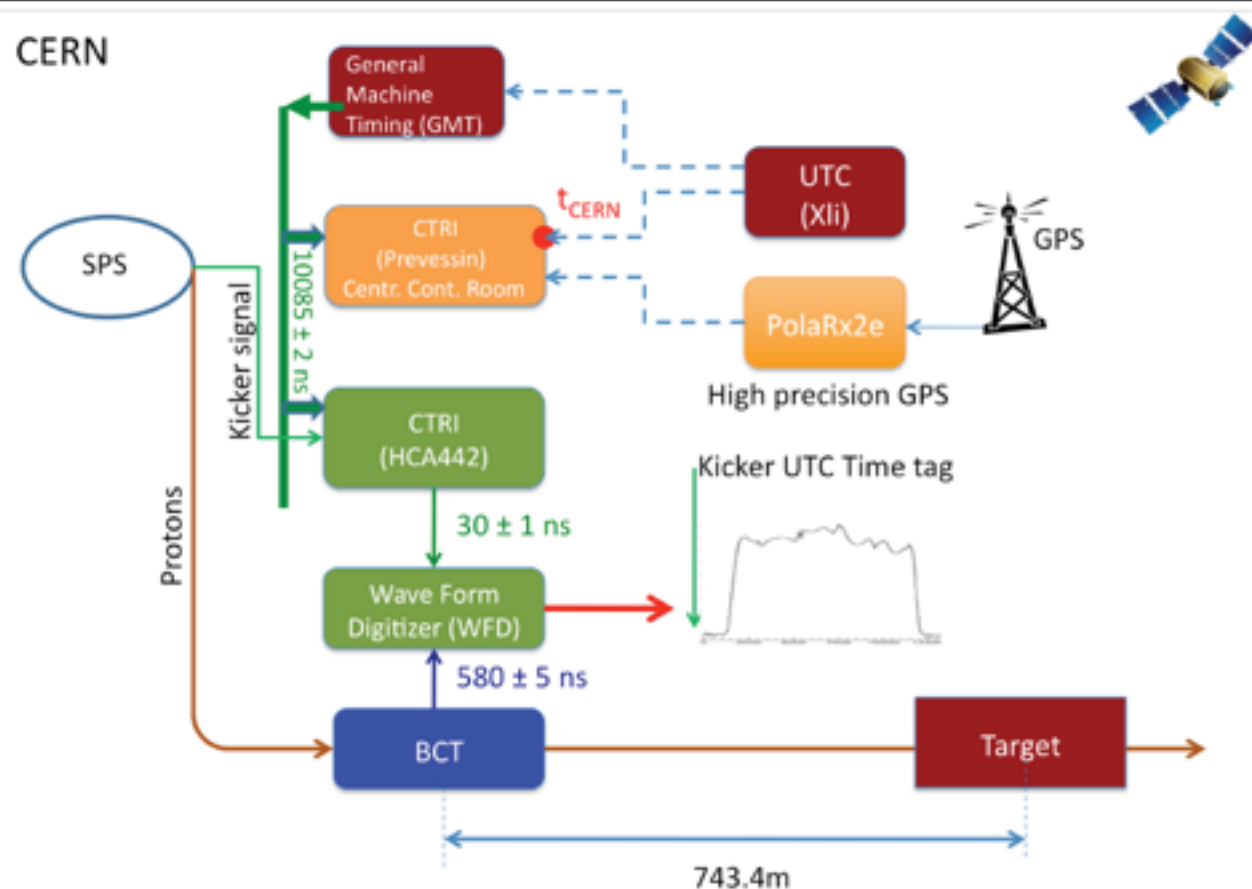 CERN
General
Machine
Timing (GMT)
UTC
(Xli)
tCERN
GPS
SPS
CTRI
(Prevessin)
Centr. Cont. Room
PolaRx2e
High precision GPS
Kicker signal
10085 ± 2 ns
CTRI
(HCA442)
Kicker UTC Time tag
Protons
30 ± 1 ns
Wave Form
Digitizer (WFD)
580 ± 5 ns
BCT
Target
743.4m